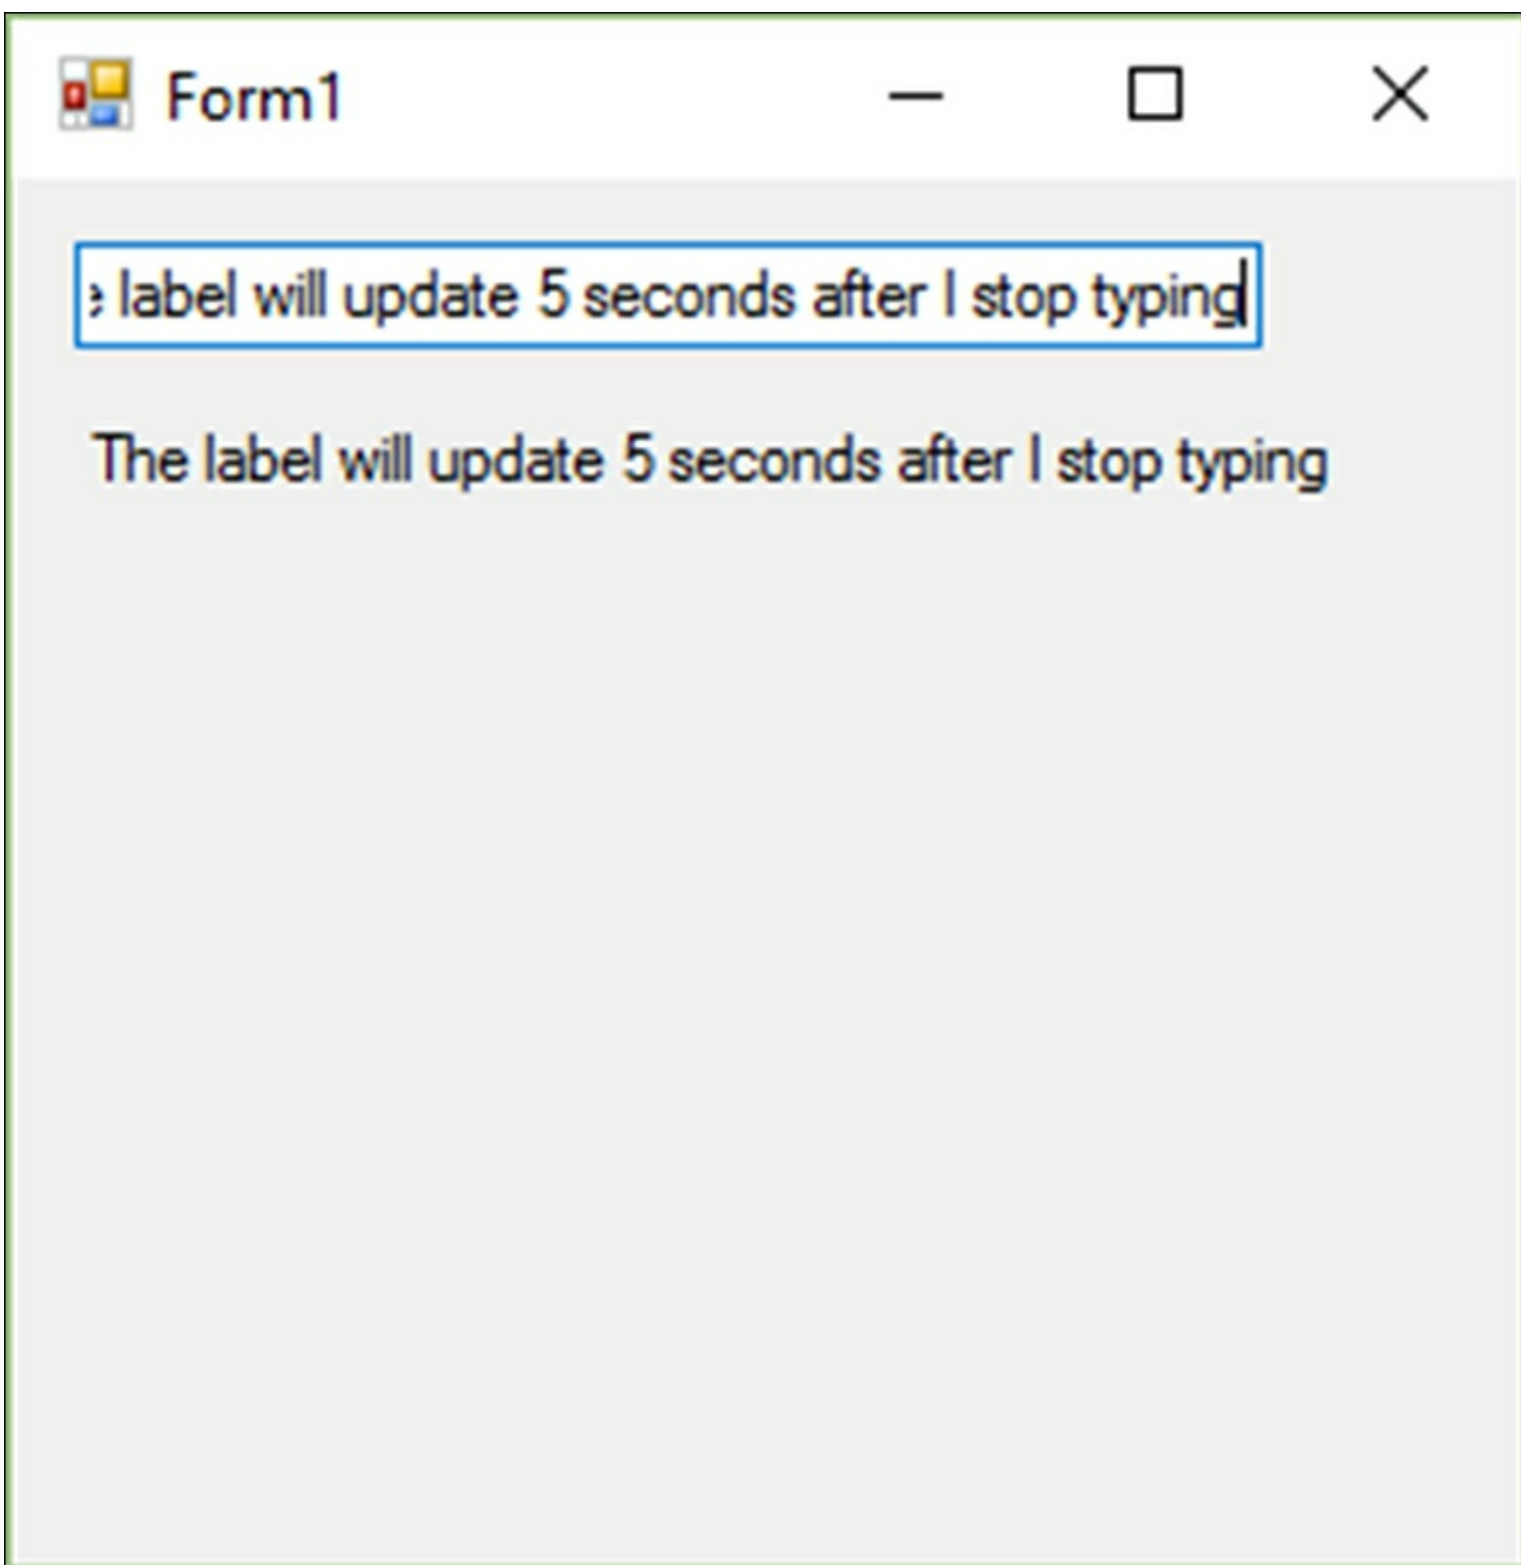 Form1
label will update 5 seconds after I stop typing
The label will update 5 seconds after I stop typing